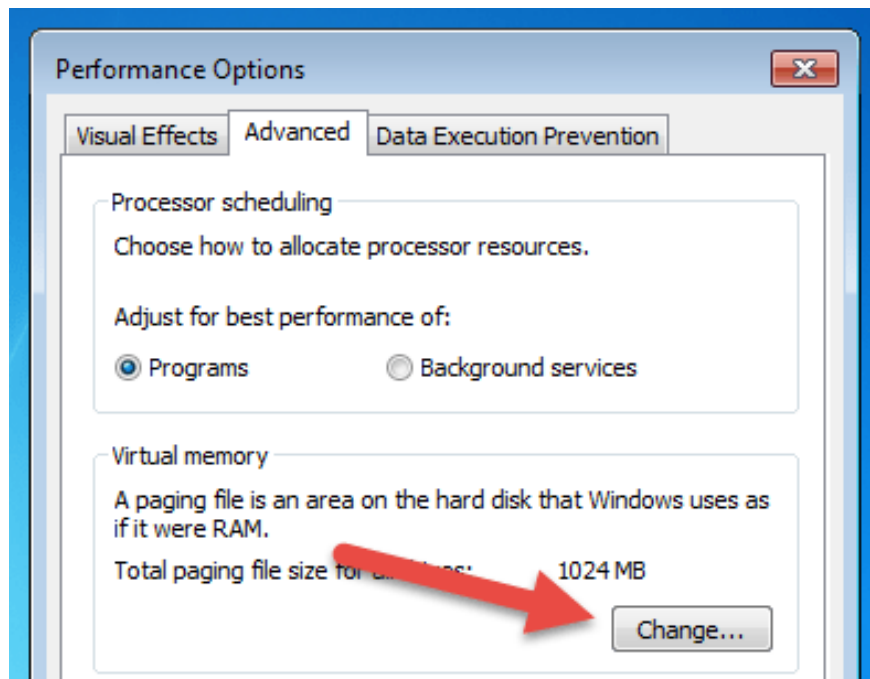 Performance Options
Visual Effects Advanced Data Execution Prevention
Processor scheduling
Choose how to allocate processor resources.
Adjust for best performance of:
Programs Background services
Virtual memory
A paging file is an area on the hard disk that Windows uses as
if it were RAM.
Total paging file size for 1024 MB
Change...